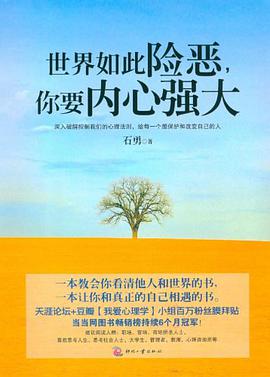 世界如此险恶，
你要内心强大
深入破解控制我们的心理法则，给每一个想保护和改变自己的人
石勇 著
一本教会你看清他人和世界的书，
一本让你和真正的自己相遇的书。
天涯论坛+豆瓣【我爱心理学】小组百万粉丝膜拜贴
当当网图书畅销榜持续6个月冠军！